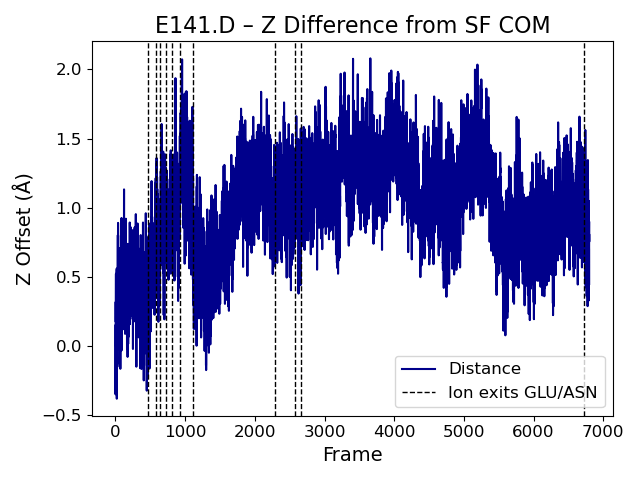 E141.D – Z Difference from SF COM
Z Offset (Å)
2.0
1.5
1.0
0.5
0.0
−0.5
0
1000
2000
3000
4000
5000
6000
7000
Frame
Distance
Ion exits GLU/ASN